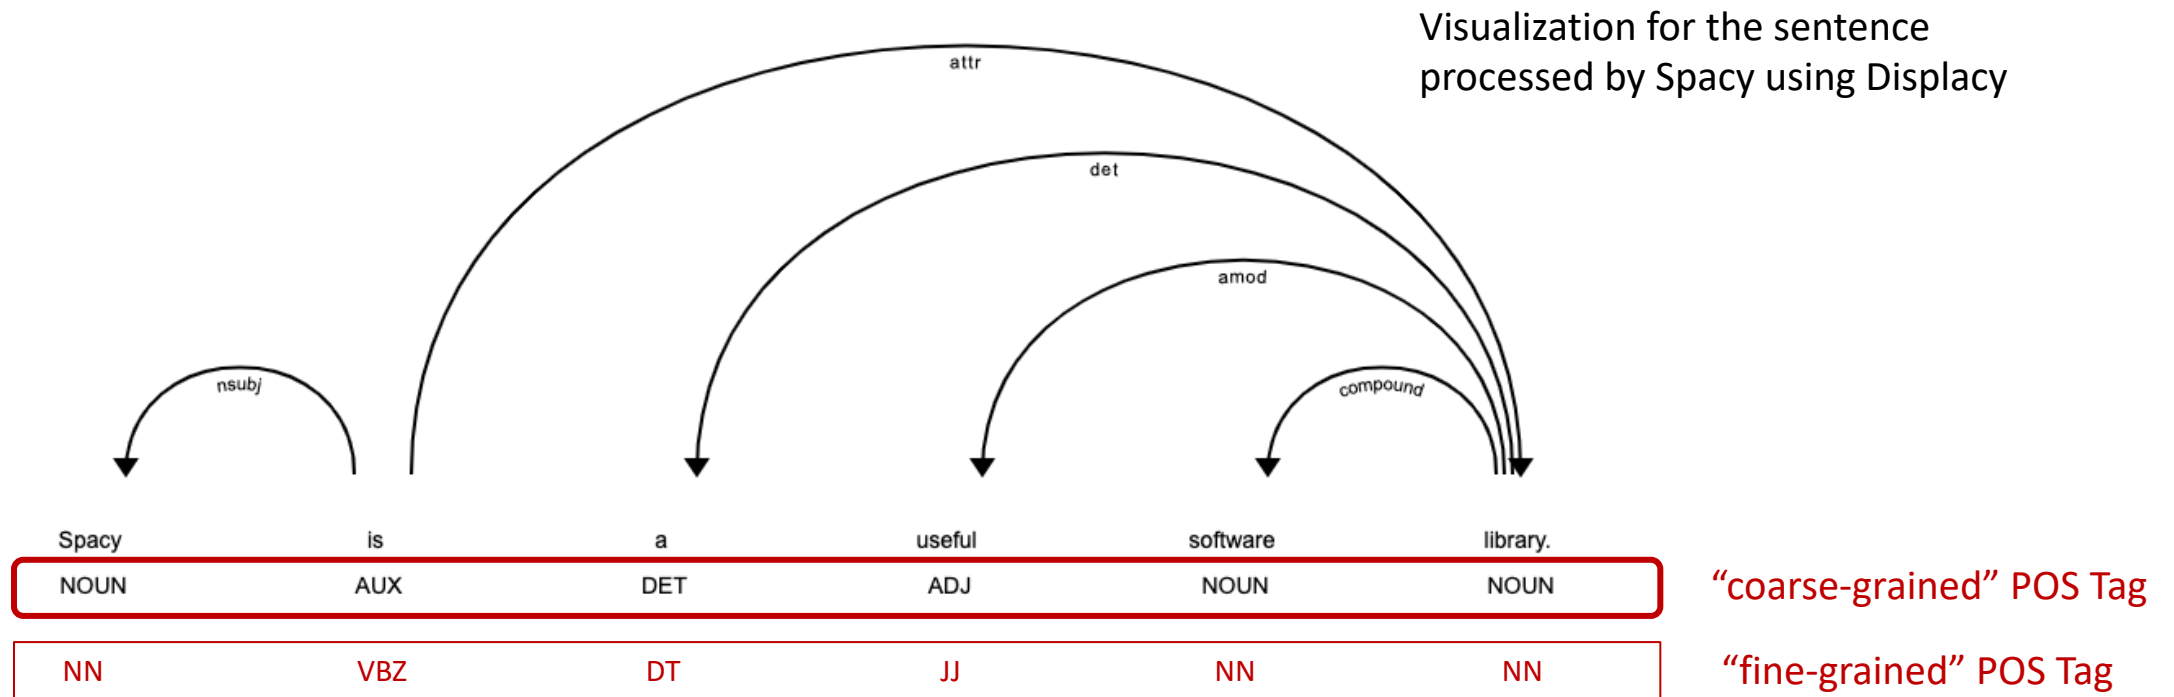 Visualization for the sentence
processed by Spacy using Displacy
attr
det
amod
nsubj
compound
Spacy is a useful software library.
NOUN AUX DET ADJ NOUN NOUN “coarse-grained” POS Tag
NN VBZ DT JJ NN NN “fine-grained” POS Tag